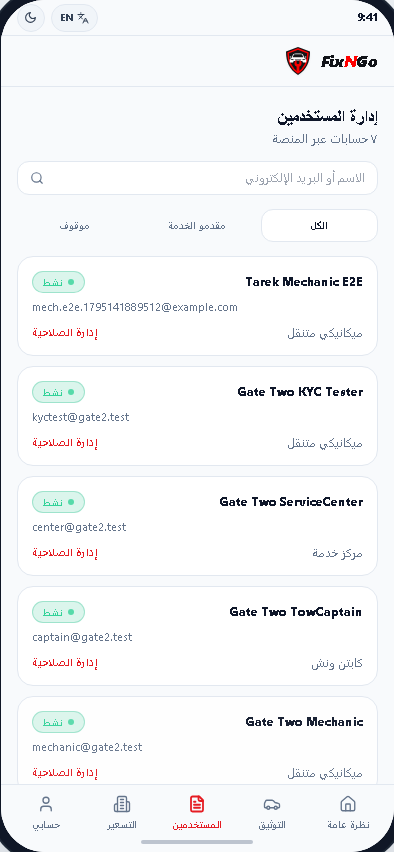 9:41
EN
FixNGo
إدارة المستخدمين
٧ حسابات عبر المنصة
الاسم أو البريد الإلكتروني
الكل
مقدمو الخدمة
موقوف
Tarek Mechanic E2E
نشط
mech.e2e.1795141889512@example.com
ميكانيكي متنقل
إدارة الصلاحية
Gate Two KYC Tester
نشط
kyctest@gate2.test
ميكانيكي متنقل
إدارة الصلاحية
Gate Two ServiceCenter
نشط
center@gate2.test
مركز خدمة
إدارة الصلاحية
Gate Two TowCaptain
نشط
captain@gate2.test
كابتن ونش
إدارة الصلاحية
Gate Two Mechanic
نشط
mechanic@gate2.test
ميكانيكي متنقل
إدارة الصلاحية
نظرة عامة
التوثيق
المستخدمين
التسعير
حسابي